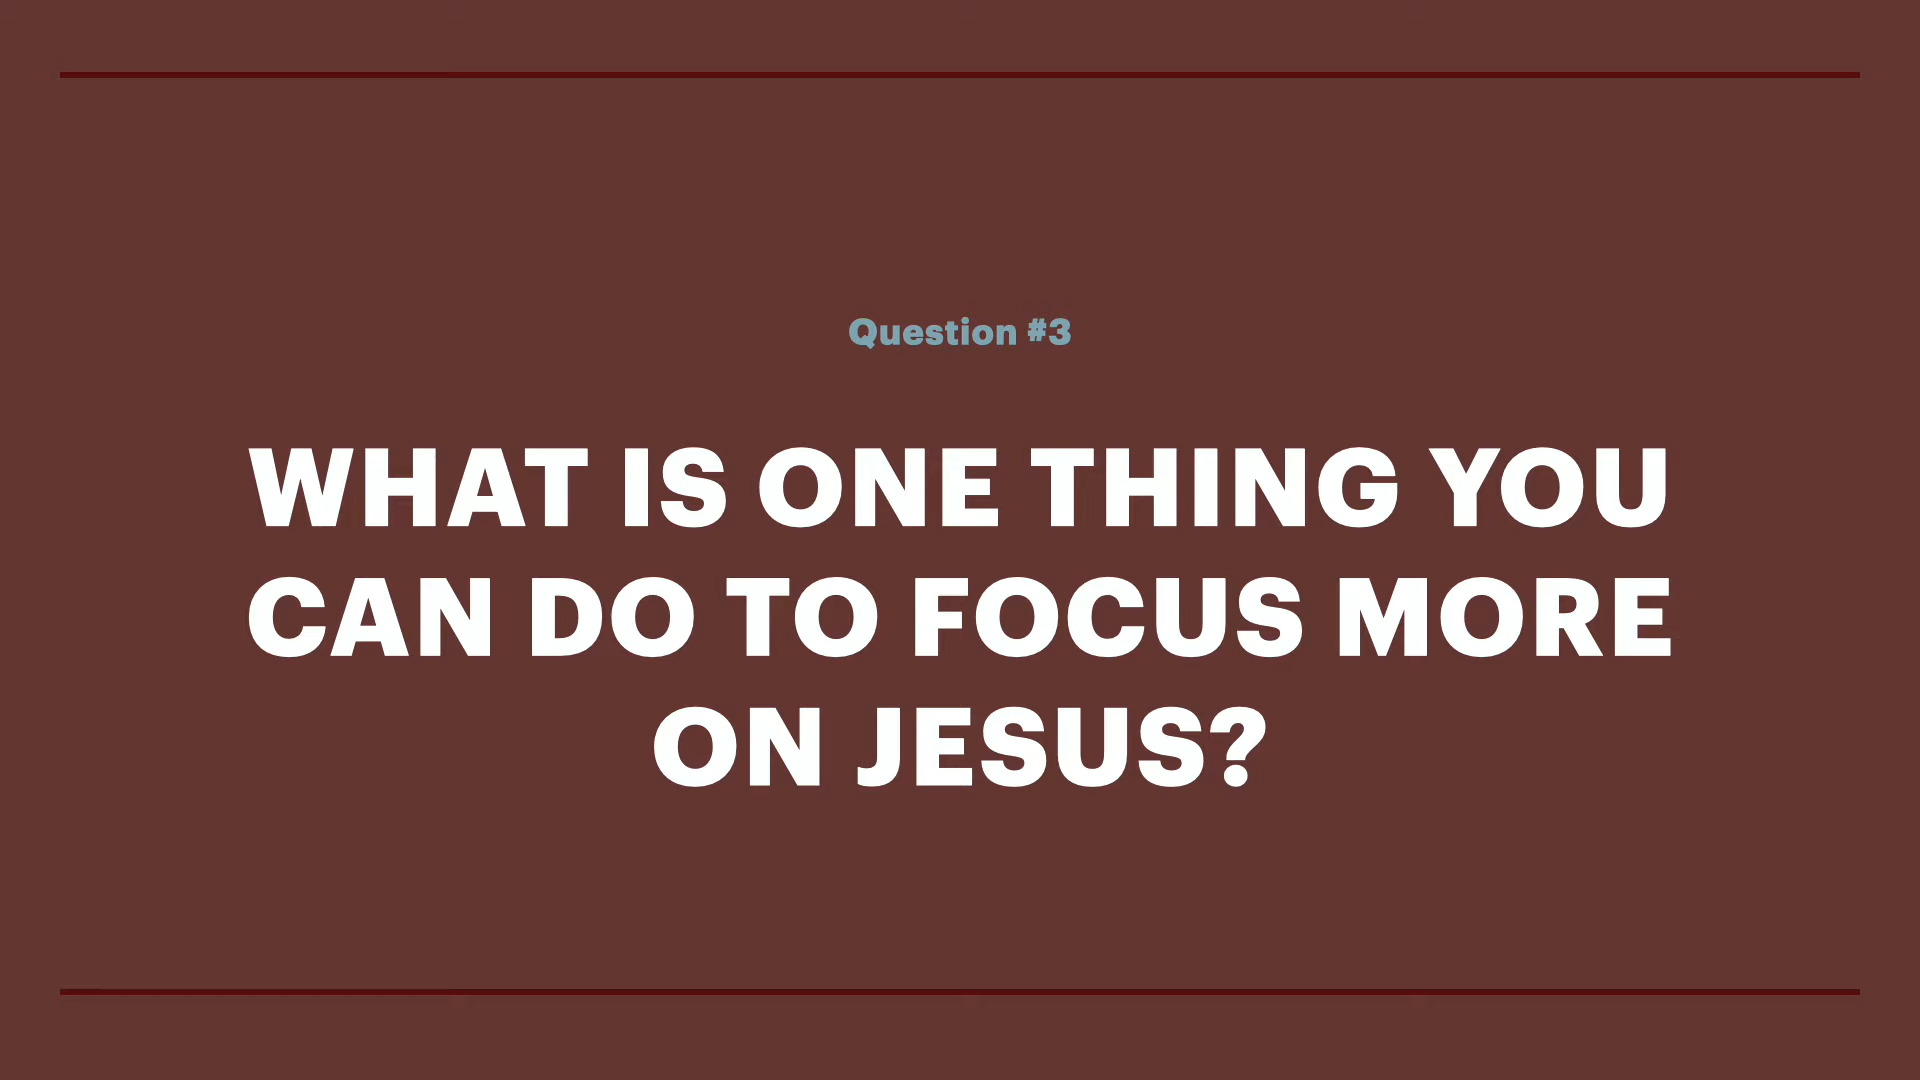 Question #3
WHAT IS ONE THING YOU
CAN DO TO FOCUS MORE
ON JESUS?